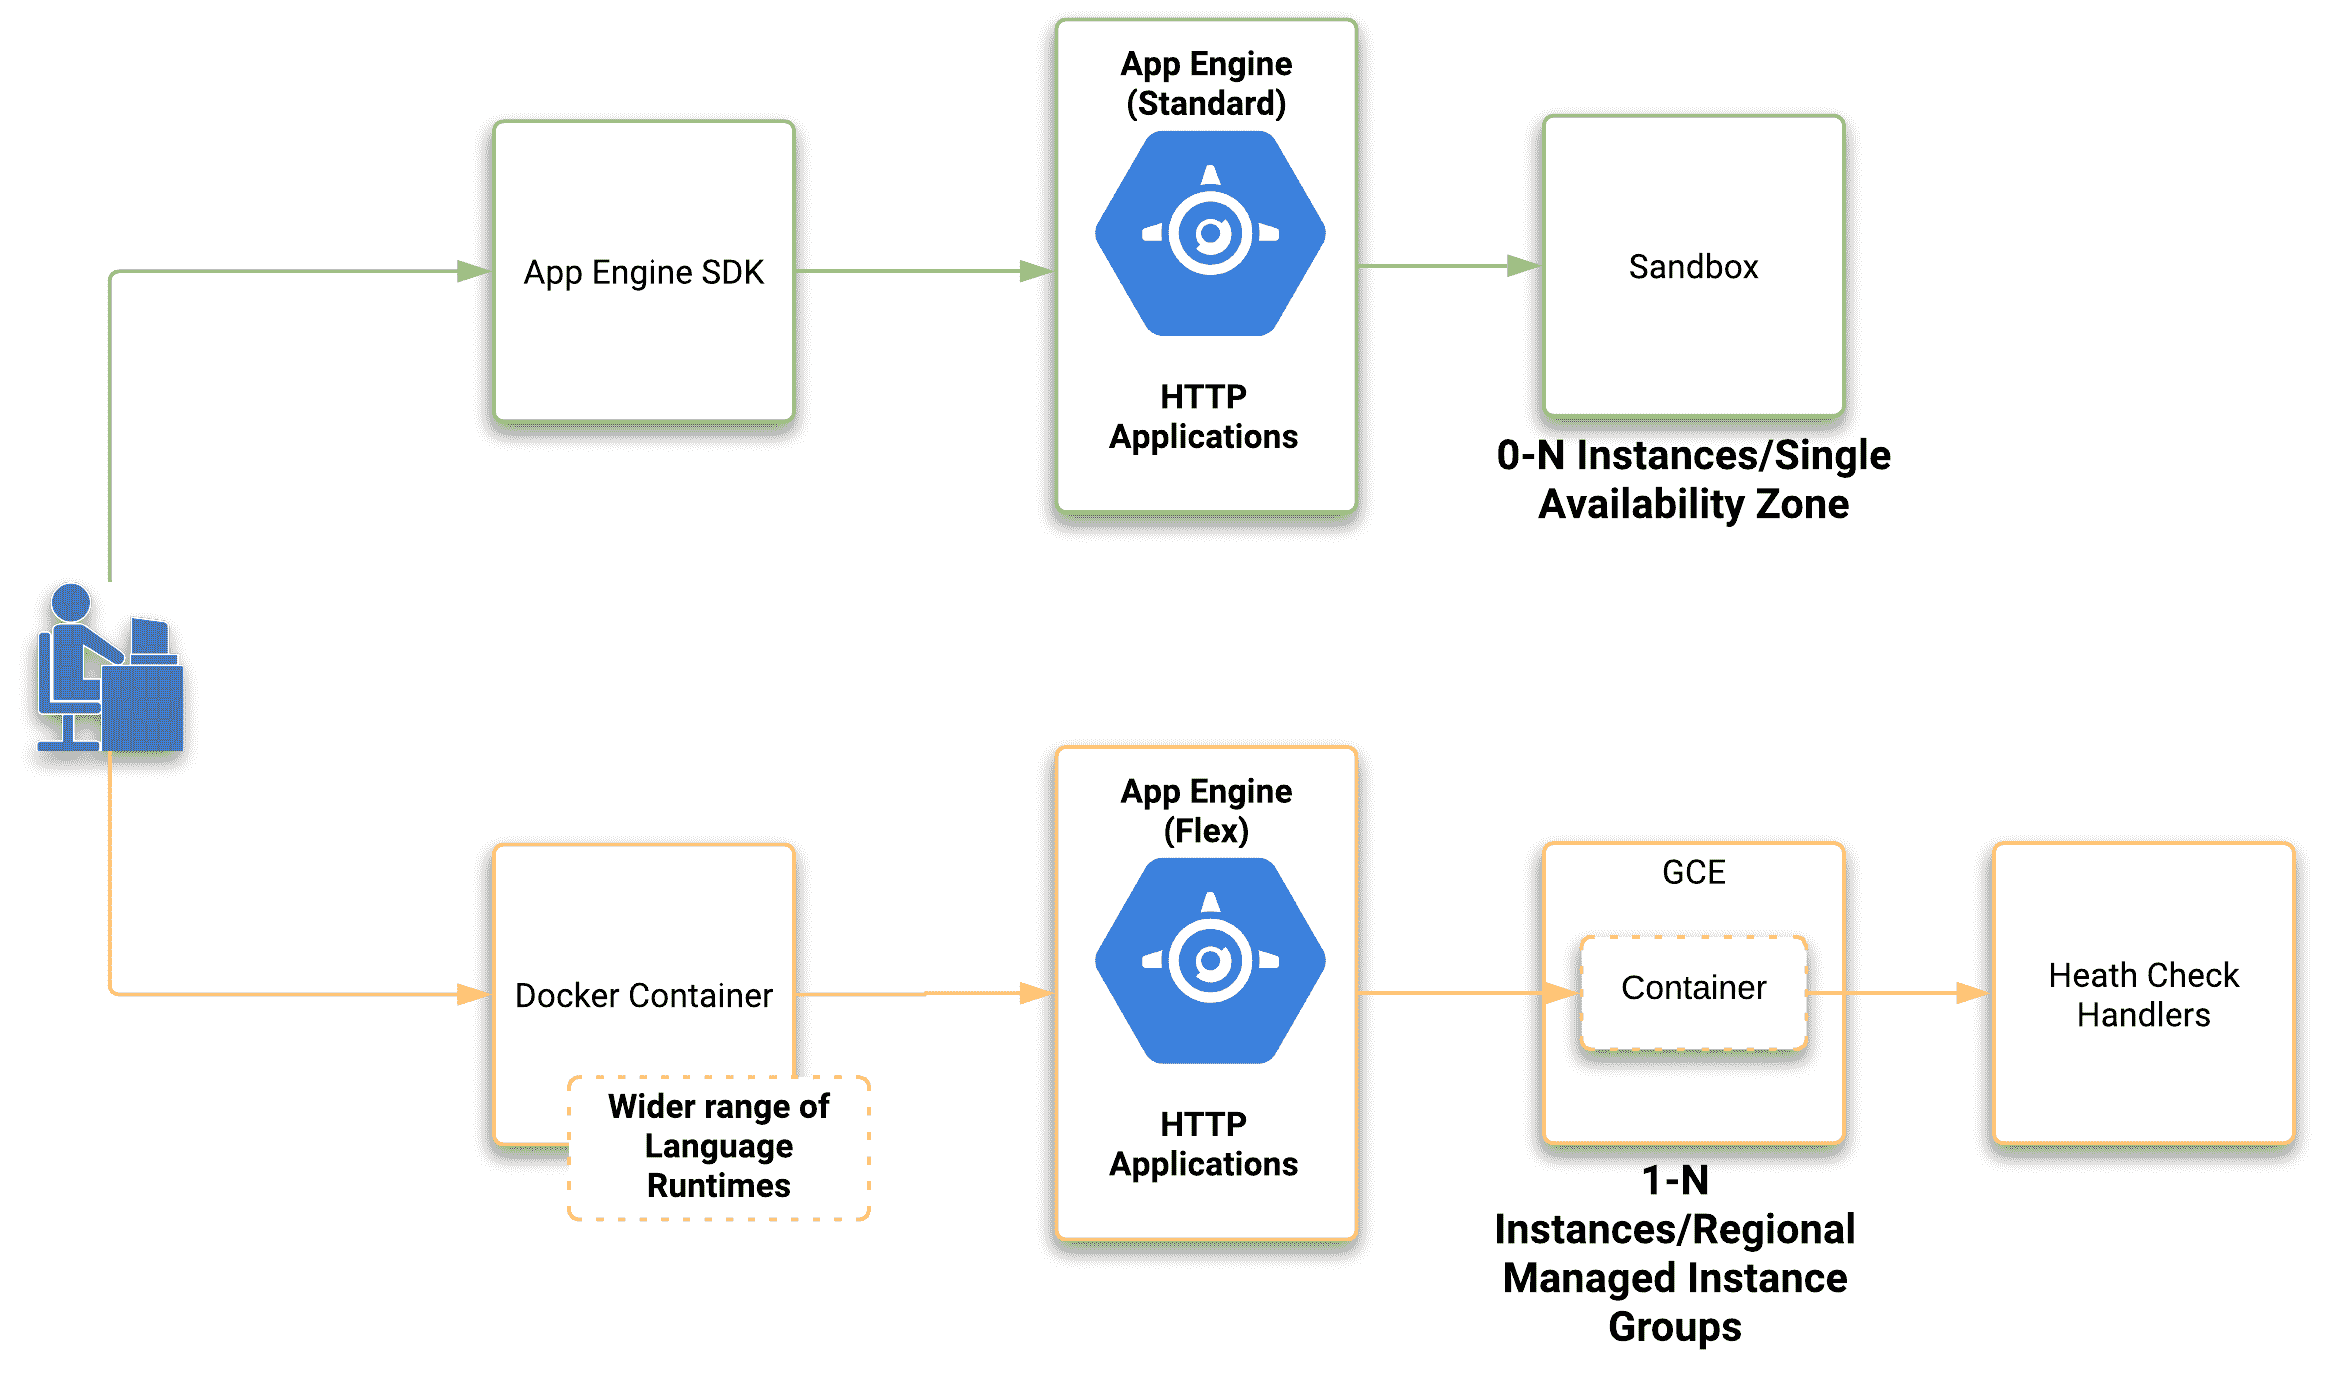 App Engine
(Standard)
App Engine SDK
HTTP
Applications
Sandbox
0-N Instances/Single
Availability Zone
App Engine
(Flex)
Docker Container
Wider range of
Language
Runtimes
HTTP
Applications
GCE
Container
1-N
Instances/Regional
Managed Instance
Groups
Heath Check
Handlers